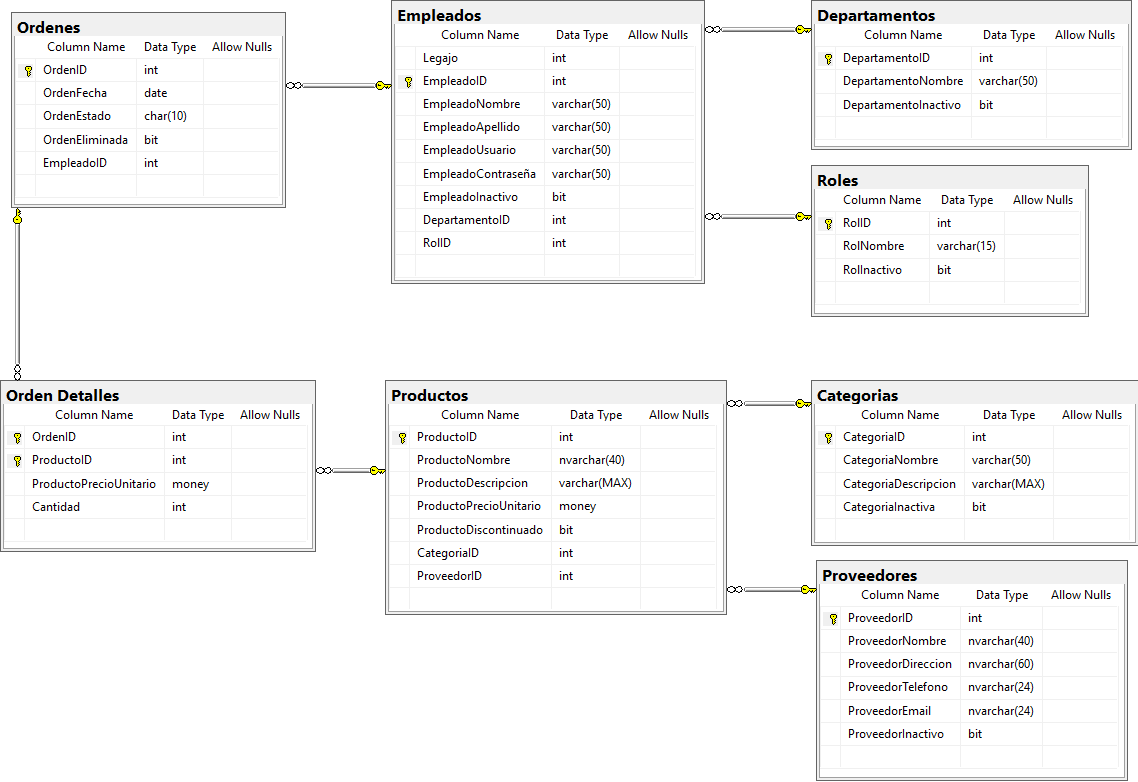 Ordenes
Column Name Data Type Allow Nulls
OrdenID int
OrdenFecha date
OrdenEstado char(10)
OrdenEliminada bit
EmpleadoID int
Empleados
Column Name Data Type Allow Nulls
Legajo int
EmpleadoID int
EmpleadoNombre varchar(50)
EmpleadoApellido varchar(50)
EmpleadoUsuario varchar(50)
EmpleadoContraseña varchar(50)
EmpleadoInactivo bit
DepartamentoID int
RolID int
Departamentos
Column Name Data Type Allow Nulls
DepartamentoID int
DepartamentoNombre varchar(50)
DepartamentoInactivo bit
Roles
Column Name Data Type Allow Nulls
RolID int
RolNombre varchar(15)
RolInactivo bit
Orden Detalles
Column Name Data Type Allow Nulls
OrdenID int
ProductoID int
ProductoPrecioUnitario money
Cantidad int
Productos
Column Name Data Type Allow Nulls
ProductoID int
ProductoNombre nvarchar(40)
ProductoDescripcion varchar(MAX)
ProductoPrecioUnitario money
ProductoDiscontinuado bit
CategoriaID int
ProveedorID int
Categorias
Column Name Data Type Allow Nulls
CategoriaID int
CategoriaNombre varchar(50)
CategoriaDescripcion varchar(MAX)
CategoriaInactiva bit
Proveedores
Column Name Data Type Allow Nulls
ProveedorID int
ProveedorNombre nvarchar(40)
ProveedorDireccion nvarchar(60)
ProveedorTelefono nvarchar(24)
ProveedorEmail nvarchar(24)
ProveedorInactivo bit